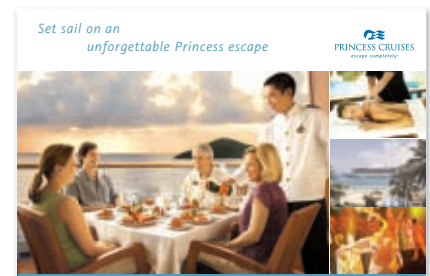 Set sail on an
unforgettable Princess escape
PRINCESS CRUISES
escape completely